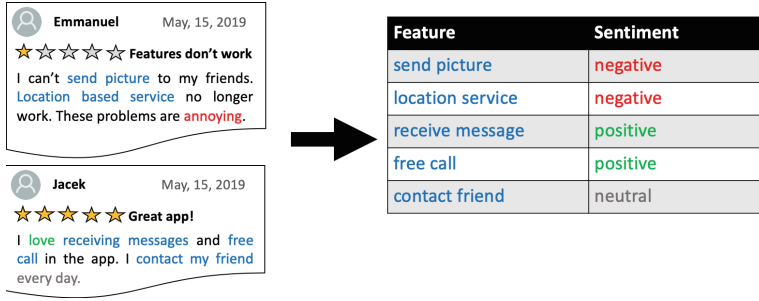 Emmanuel May, 15, 2019
Features don't work
I can't send picture to my friends.
Location based service no longer
work. These problems are annoying.
Jacek May, 15, 2019
Great app!
I love receiving messages and free
call in the app. I contact my friend
every day.
Feature Sentiment
send picture negative
location service negative
receive message positive
free call positive
contact friend neutral